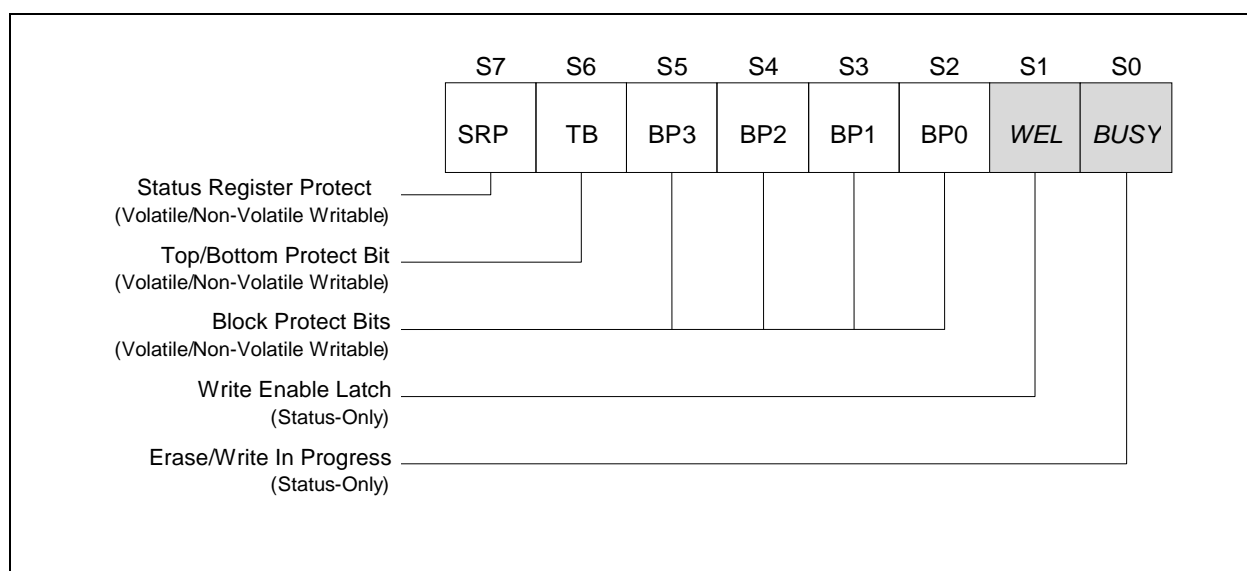 S7 S6 S5 S4 S3 S2 S1 S0
SRP TB BP3 BP2 BP1 BP0 WEL BUSY
Status Register Protect
(Volatile/Non-Volatile Writable)
Top/Bottom Protect Bit
(Volatile/Non-Volatile Writable)
Block Protect Bits
(Volatile/Non-Volatile Writable)
Write Enable Latch
(Status-Only)
Erase/Write In Progress
(Status-Only)